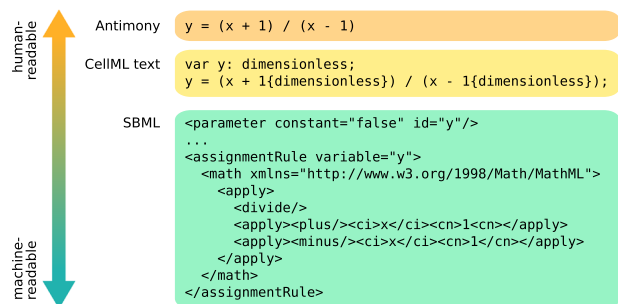 human-
readable
Antimony
y = (x + 1) / (x - 1)
CellML text
var y: dimensionless;
y = (x + 1{dimensionless}) / (x - 1{dimensionless});
SBML
<parameter constant="false" id="y"/>
...
<assignmentRule variable="y">
  <math xmlns="http://www.w3.org/1998/Math/MathML">
    <apply>
      <divide/>
      <apply><plus/><ci>x</ci><cn>1<cn></apply>
      <apply><minus/><ci>x</ci><cn>1</cn></apply>
    </apply>
  </math>
</assignmentRule>
machine-
readable